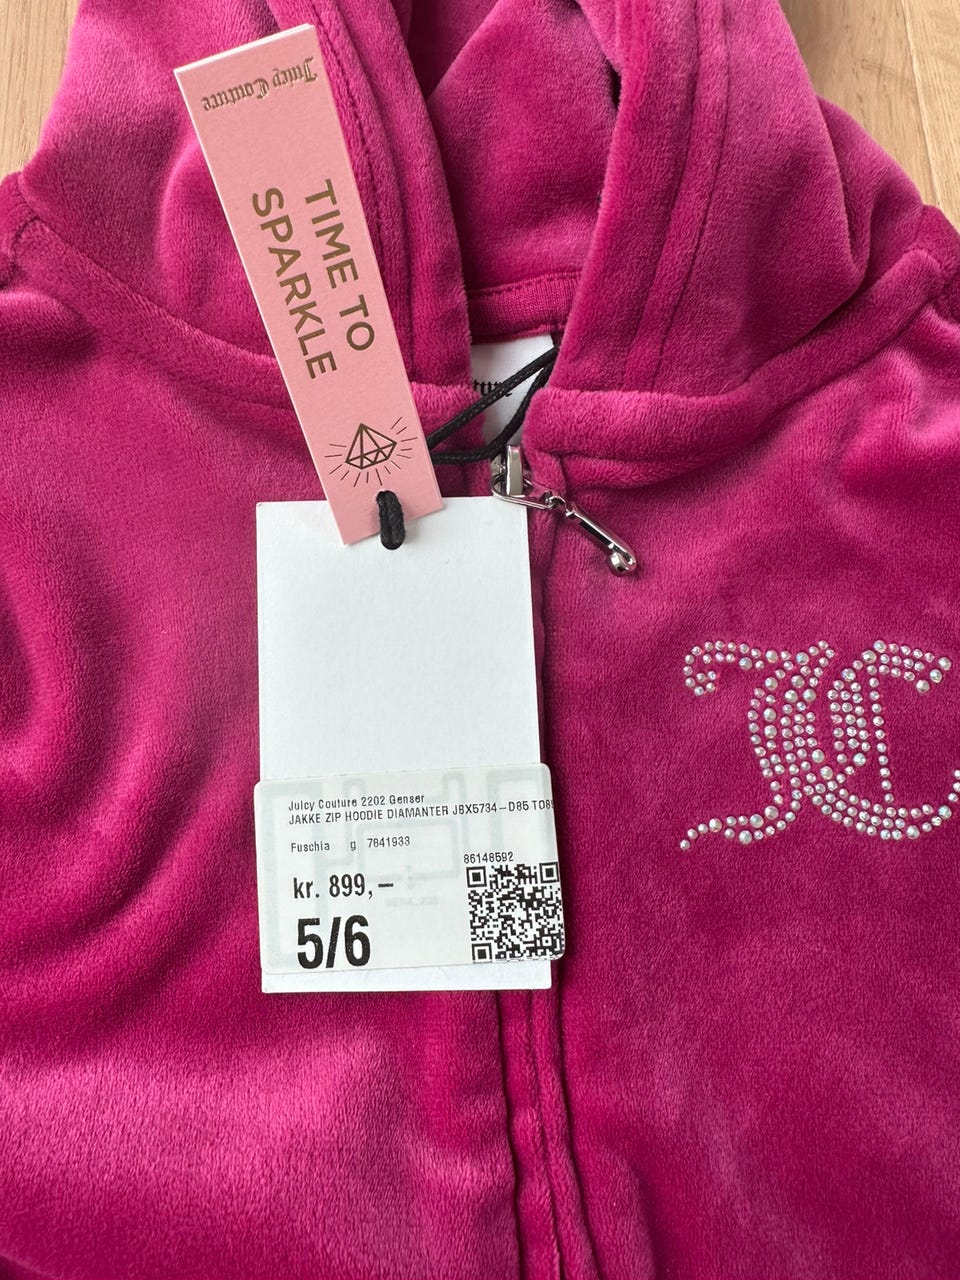 Juicy Couture
TIME TO
SPARKLE
Juicy Couture 2202 Genser
JAKKE ZIP HOODIE DIAMANTER JBX5734-D85 TO8
Fuschia g 7841933
86148592
kr. 899,-
5/6
JC